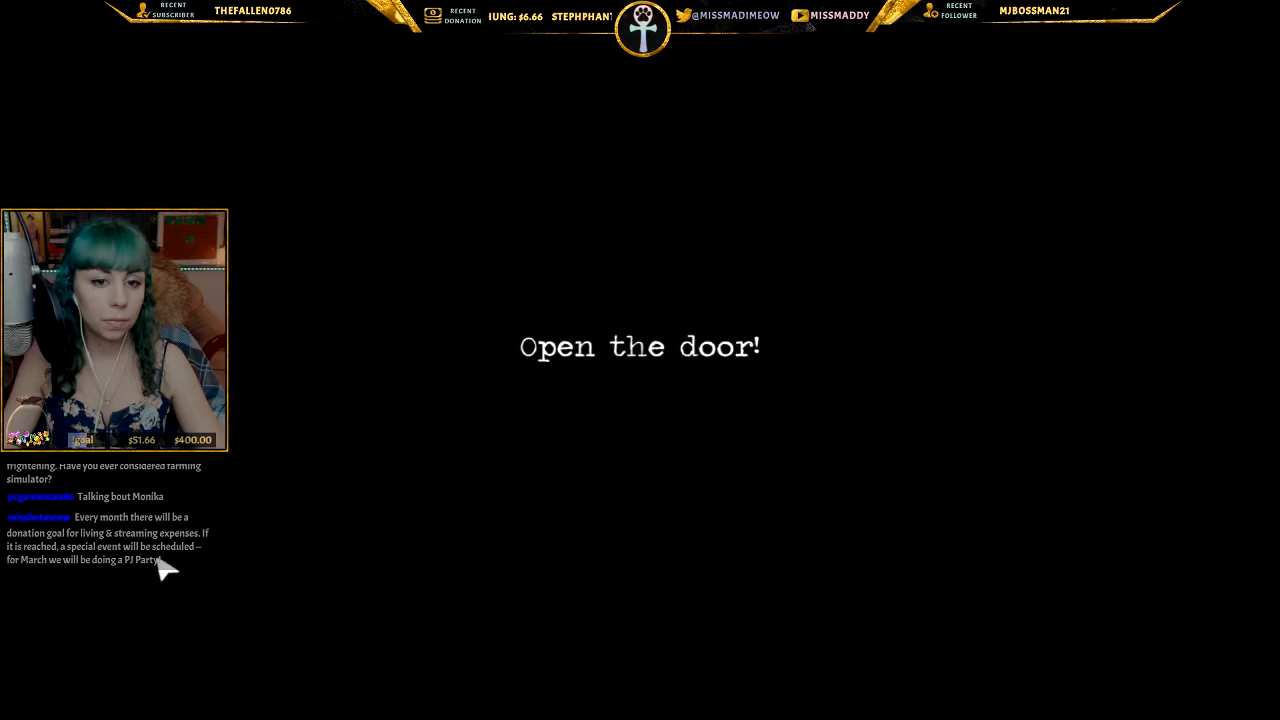 RECENT
SUBSCRIBER
THEFALLEN0786
RECENT
DONATION
IUNG: $6.66 STEPHPHAN
@MISSMADIMEOW
MISSMADDY
RECENT
FOLLOWER
MJBOSSMAN21
Open the door!
!goal $51.66 $400.00
frightening. Have you ever considered farming
simulator?
Talking bout Monika
Every month there will be a
donation goal for living & streaming expenses. If
it is reached, a special event will be scheduled --
for March we will be doing a PJ Party!